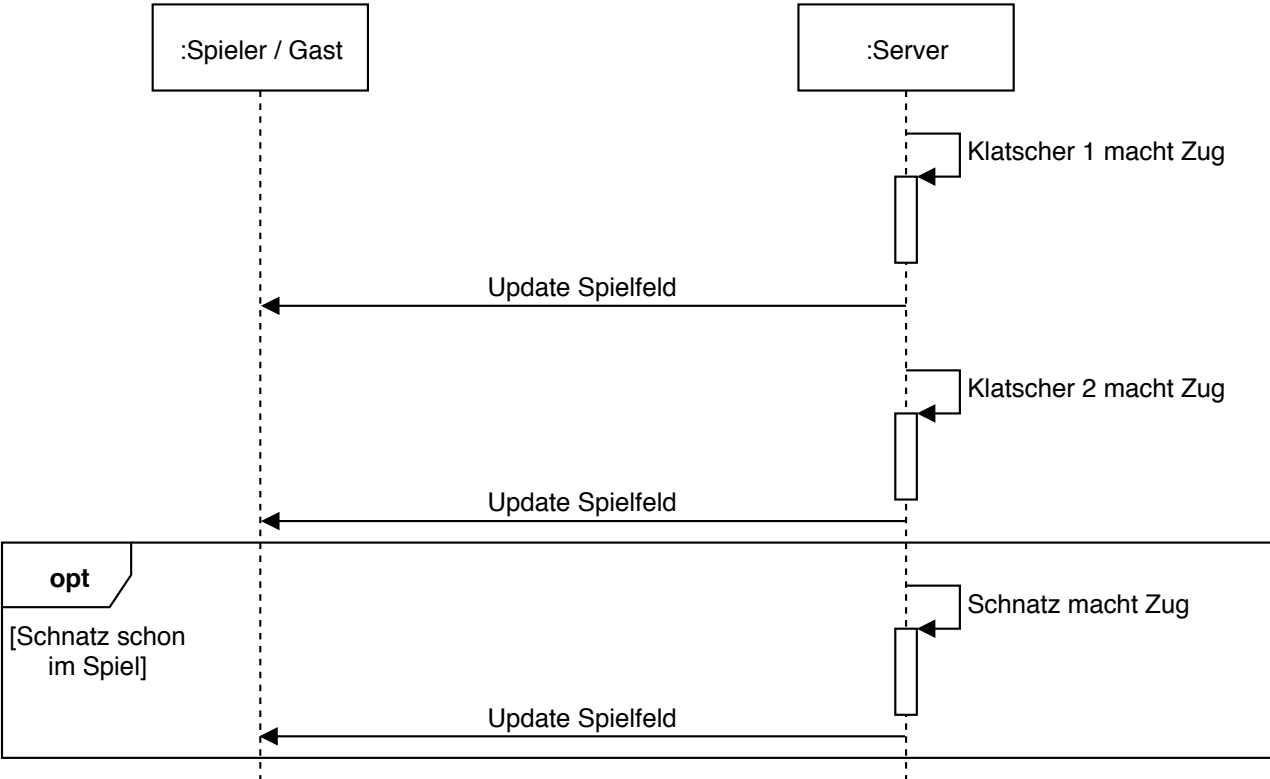 :Spieler / Gast
:Server
Klatscher 1 macht Zug
Update Spielfeld
Klatscher 2 macht Zug
Update Spielfeld
opt
Schnatz macht Zug
[Schnatz schon
im Spiel]
Update Spielfeld